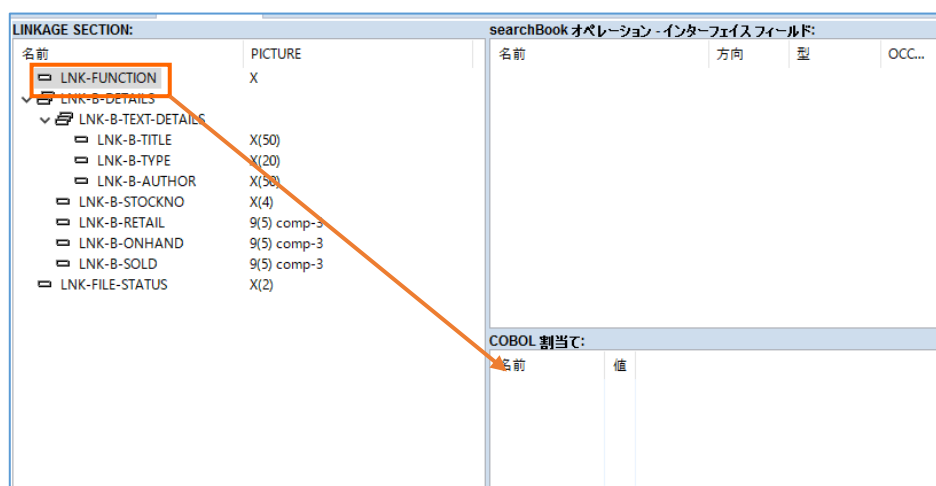 LINKAGE SECTION:
名前 PICTURE
LNK-FUNCTION X
LNK-B-DETAILS
LNK-B-TEXT-DETAILS
LNK-B-TITLE X(50)
LNK-B-TYPE X(20)
LNK-B-AUTHOR X(50)
LNK-B-STOCKNO X(4)
LNK-B-RETAIL 9(5) comp-3
LNK-B-ONHAND 9(5) comp-3
LNK-B-SOLD 9(5) comp-3
LNK-FILE-STATUS X(2)
searchBook オペレーション - インターフェイス フィールド:
名前 方向 型 OCC...
COBOL 割当て:
名前 値